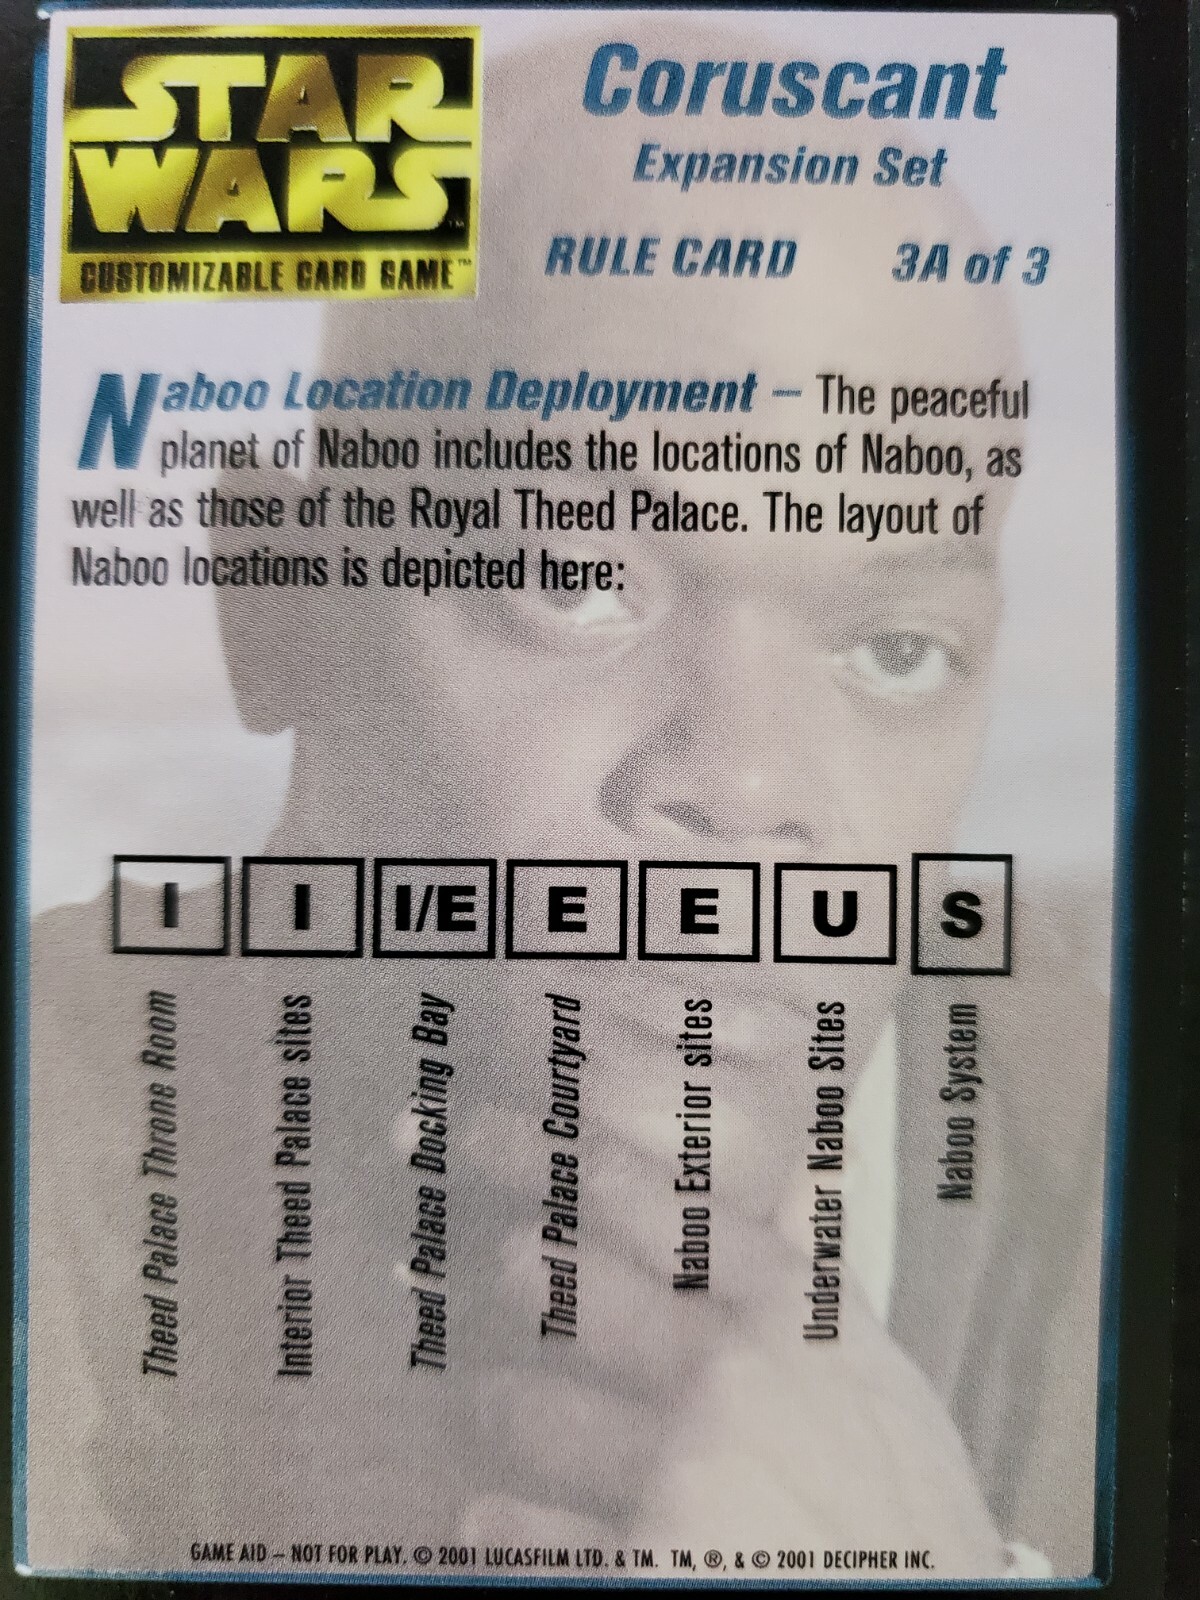 STAR
WARS™
CUSTOMIZABLE CARD GAME™
Coruscant
Expansion Set
RULE CARD 3A of 3
Naboo Location Deployment – The peaceful
planet of Naboo includes the locations of Naboo, as
well as those of the Royal Theed Palace. The layout of
Naboo locations is depicted here:
I I I/E E E U S
Theed Palace Throne Room
Interior Theed Palace sites
Theed Palace Docking Bay
Theed Palace Courtyard
Naboo Exterior sites
Underwater Naboo Sites
Naboo System
GAME AID – NOT FOR PLAY. © 2001 LUCASFILM LTD. & TM. TM, ®, & © 2001 DECIPHER INC.